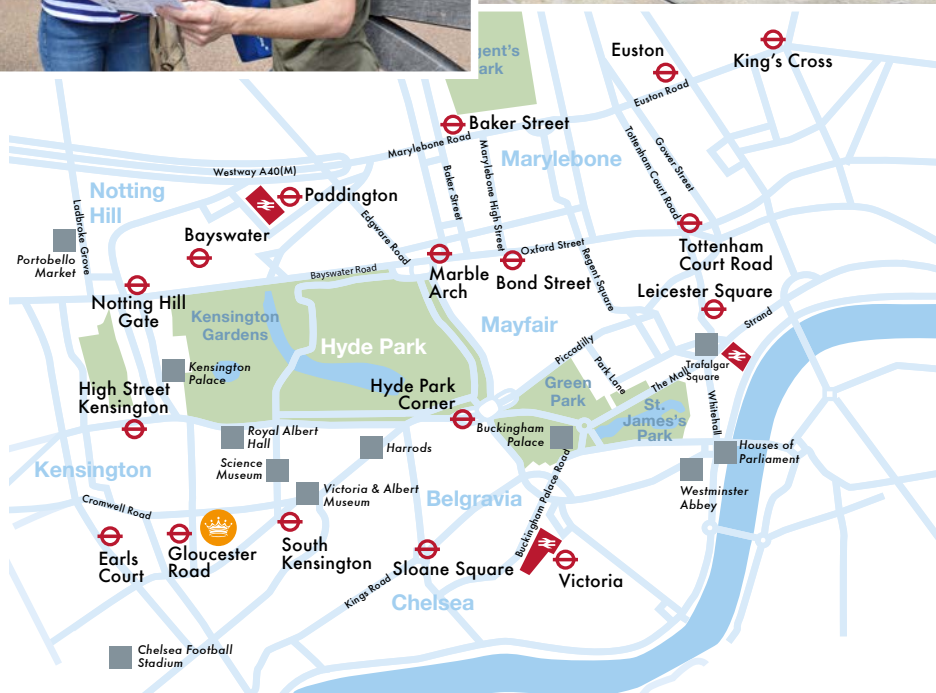 gent's
ark
Euston
King's Cross
Euston Road
Baker Street
Marylebone Road
Marylebone
Tottenham Court Road
Gower Street
Westway A40(M)
Notting
Hill
Paddington
Baker Street
Marylebone High Street
Ladbroke Grove
Bayswater
Edgware Road
Portobello
Market
Oxford Street
Tottenham
Court Road
Bayswater Road
Marble
Arch
Bond Street
Regent Square
Notting Hill
Gate
Leicester Square
Kensington
Gardens
Mayfair
Strand
Hyde Park
Piccadilly
Trafalgar
Square
Kensington
Palace
Park Lane
The Mall
High Street
Kensington
Hyde Park
Corner
Green
Park
St.
James's
Park
Whitehall
Royal Albert
Hall
Harrods
Buckingham
Palace
Houses of
Parliament
Kensington
Science
Museum
Victoria & Albert
Museum
Belgravia
Buckingham Palace Road
Westminster
Abbey
Cromwell Road
Earls
Court
Gloucester
Road
South
Kensington
Sloane Square
Victoria
Kings Road
Chelsea
Chelsea Football
Stadium